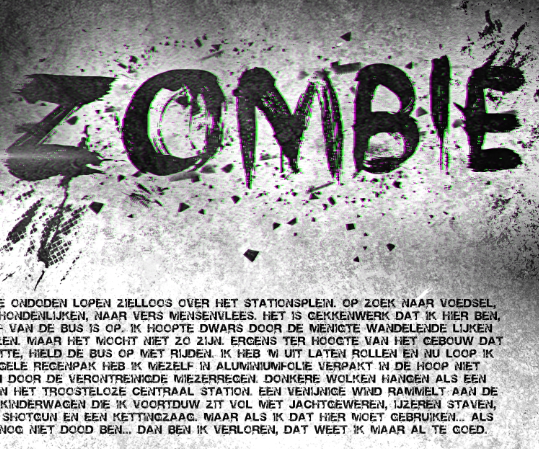 ZOMBIE
E ONDODEN LOPEN ZIELLOOS OVER HET STATIONSPLEIN. OP ZOEK NAAR VOEDSEL,
HONDENLIJKEN, NAAR VERS MENSENVLEES. HET IS GEKKENWERK DAT IK HIER BEN,
VAN DE BUS IS OP. IK HOOPTE DWARS DOOR DE MENIGTE WANDELENDE LIJKEN
EN. MAAR HET MOCHT NIET ZO ZIJN. ERGENS TER HOOGTE VAN HET GEBOUW DAT
TTE, HIELD DE BUS OP MET RIJDEN. IK HEB 'M UIT LATEN ROLLEN EN NU LOOP IK
GELE REGENPAK HEB IK MEZELF IN ALUMINIUMFOLIE VERPAKT IN DE HOOP NIET
DOOR DE VERONTREINIGDE MIEZERREGEN. DONKERE WOLKEN HANGEN ALS EEN
N HET TROOSTELOZE CENTRAAL STATION. EEN VENIJNIGE WIND RAMMELT AAN DE
KINDERWAGEN DIE IK VOORTDUW ZIT VOL MET JACHTGEWEREN, IJZEREN STAVEN,
SHOTGUN EN EEN KETTINGZAAG. MAAR ALS IK DAT HIER MOET GEBRUIKEN... ALS
NOG NIET DOOD BEN... DAN BEN IK VERLOREN, DAT WEET IK MAAR AL TE GOED.